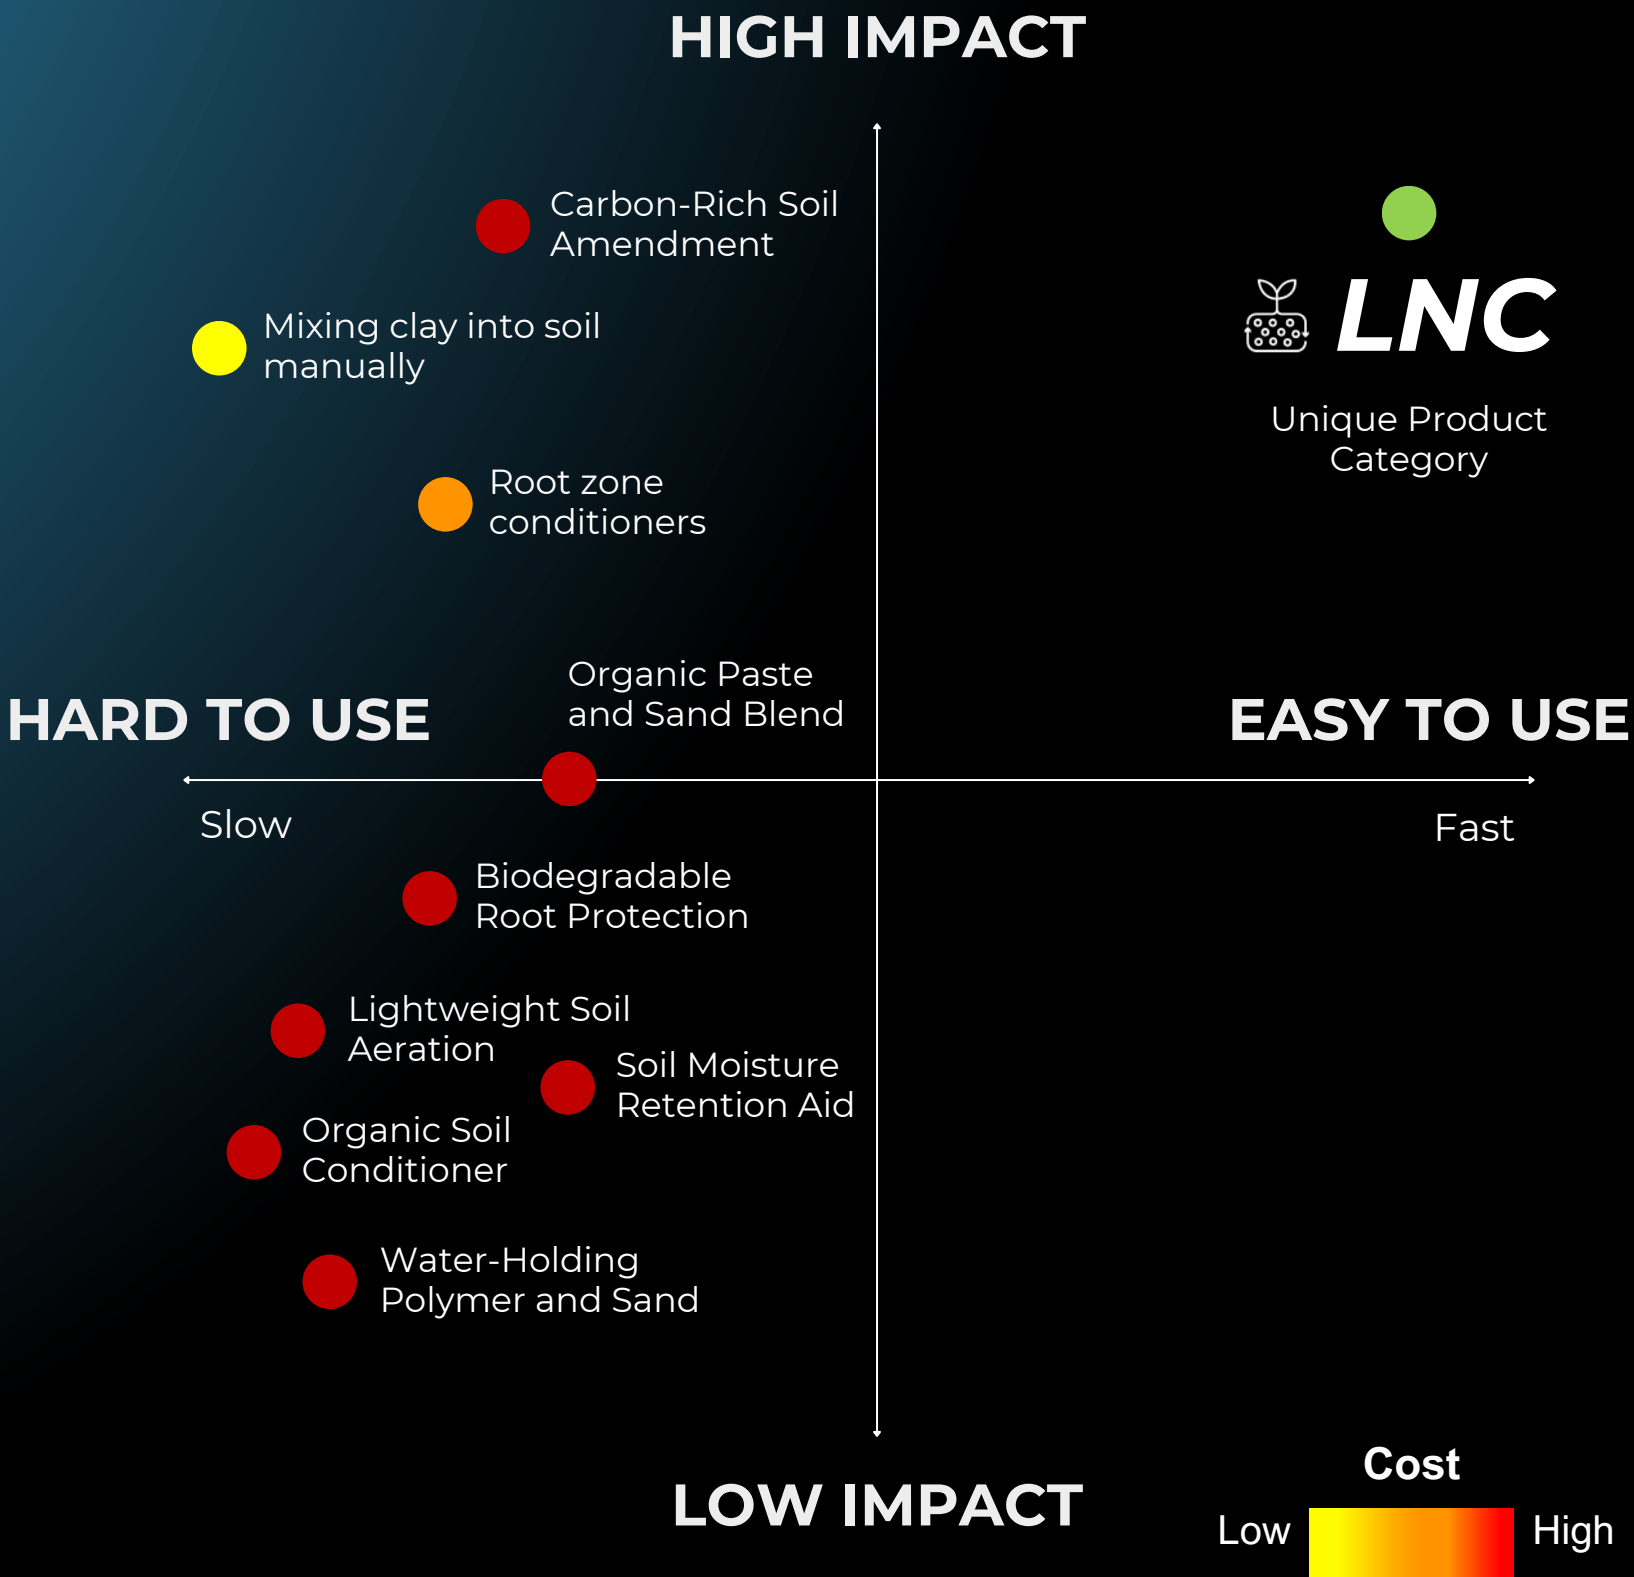 HIGH IMPACT
Carbon-Rich Soil
Amendment
Mixing clay into soil
manually
LNC
Unique Product
Category
Root zone
conditioners
Organic Paste
and Sand Blend
HARD TO USE
EASY TO USE
Slow
Fast
Biodegradable
Root Protection
Lightweight Soil
Aeration
Soil Moisture
Retention Aid
Organic Soil
Conditioner
Water-Holding
Polymer and Sand
LOW IMPACT
Cost
Low
High